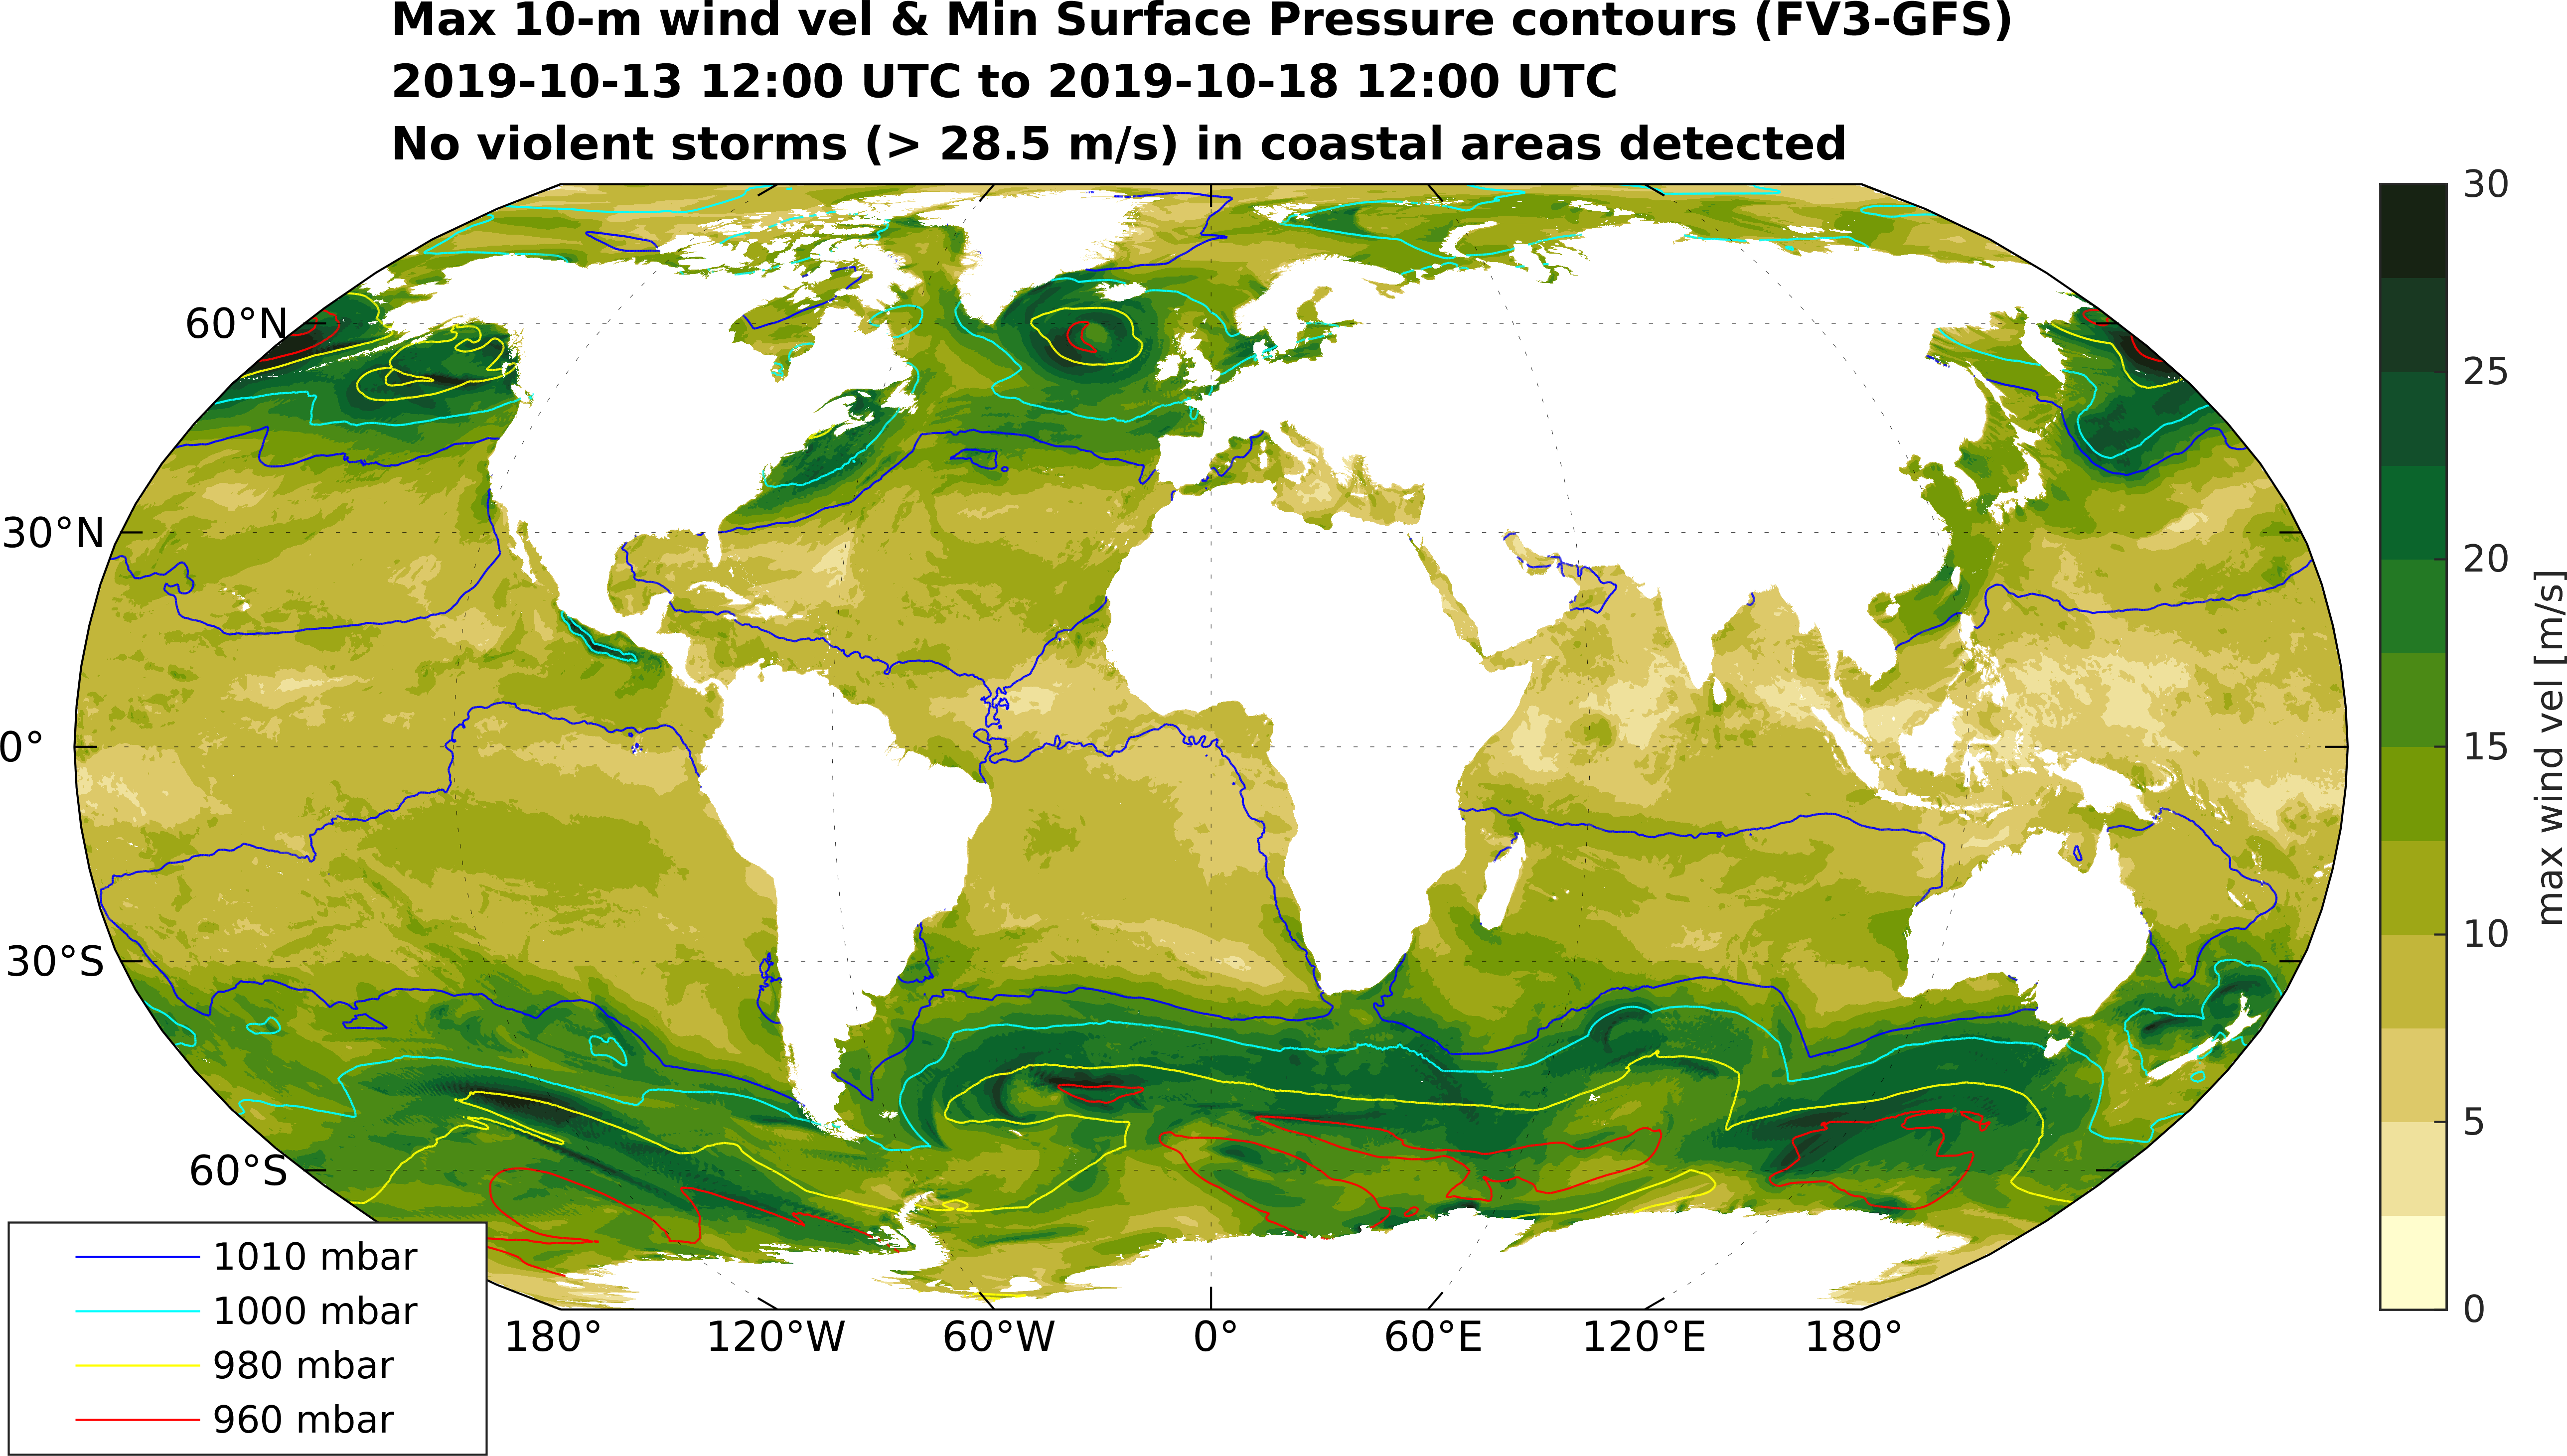 Max 10-m wind vel & Min Surface Pressure contours (FV3-GFS)
2019-10-13 12:00 UTC to 2019-10-18 12:00 UTC
No violent storms (> 28.5 m/s) in coastal areas detected
60°N
30°N
0°
30°S
60°S
180°
120°W
60°W
0°
60°E
120°E
180°
1010 mbar
1000 mbar
980 mbar
960 mbar
30
25
20
15
10
5
0
max wind vel [m/s]